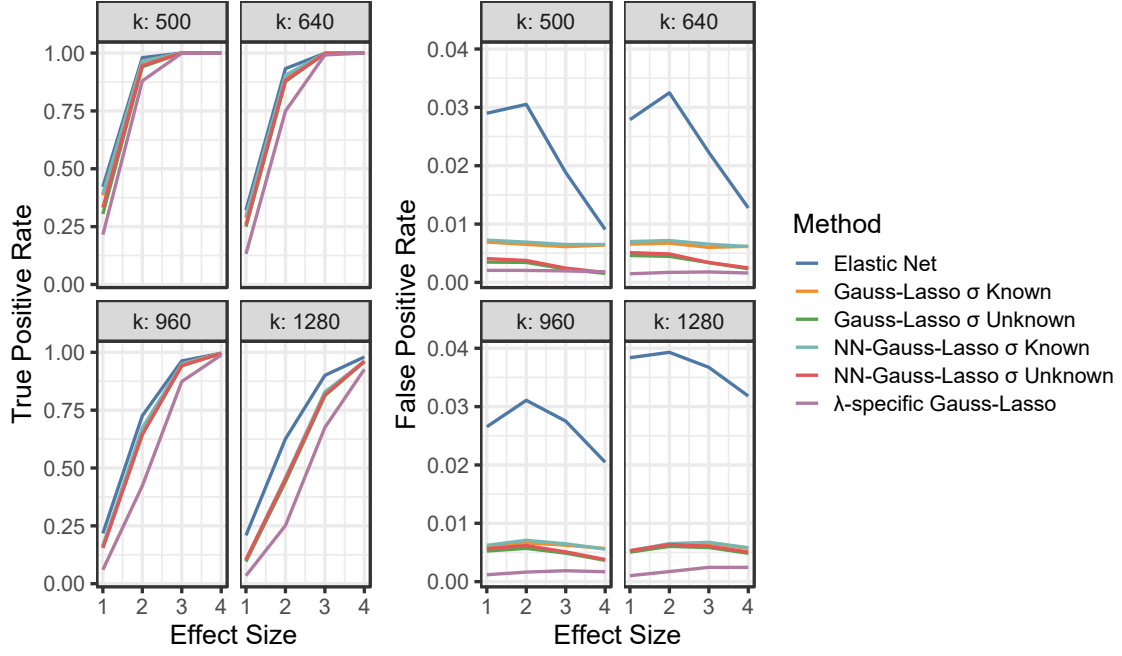 k: 500
k: 640
k: 500
k: 640
True Positive Rate
1.00
0.75
0.50
0.25
0.00
False Positive Rate
0.04
0.03
0.02
0.01
0.00
k: 960
k: 1280
k: 960
k: 1280
1.00
0.75
0.50
0.25
0.00
0.04
0.03
0.02
0.01
0.00
1 2 3 4
1 2 3 4
1 2 3 4
1 2 3 4
Effect Size
Effect Size
Method
Elastic Net
Gauss-Lasso σ Known
Gauss-Lasso σ Unknown
NN-Gauss-Lasso σ Known
NN-Gauss-Lasso σ Unknown
λ-specific Gauss-Lasso